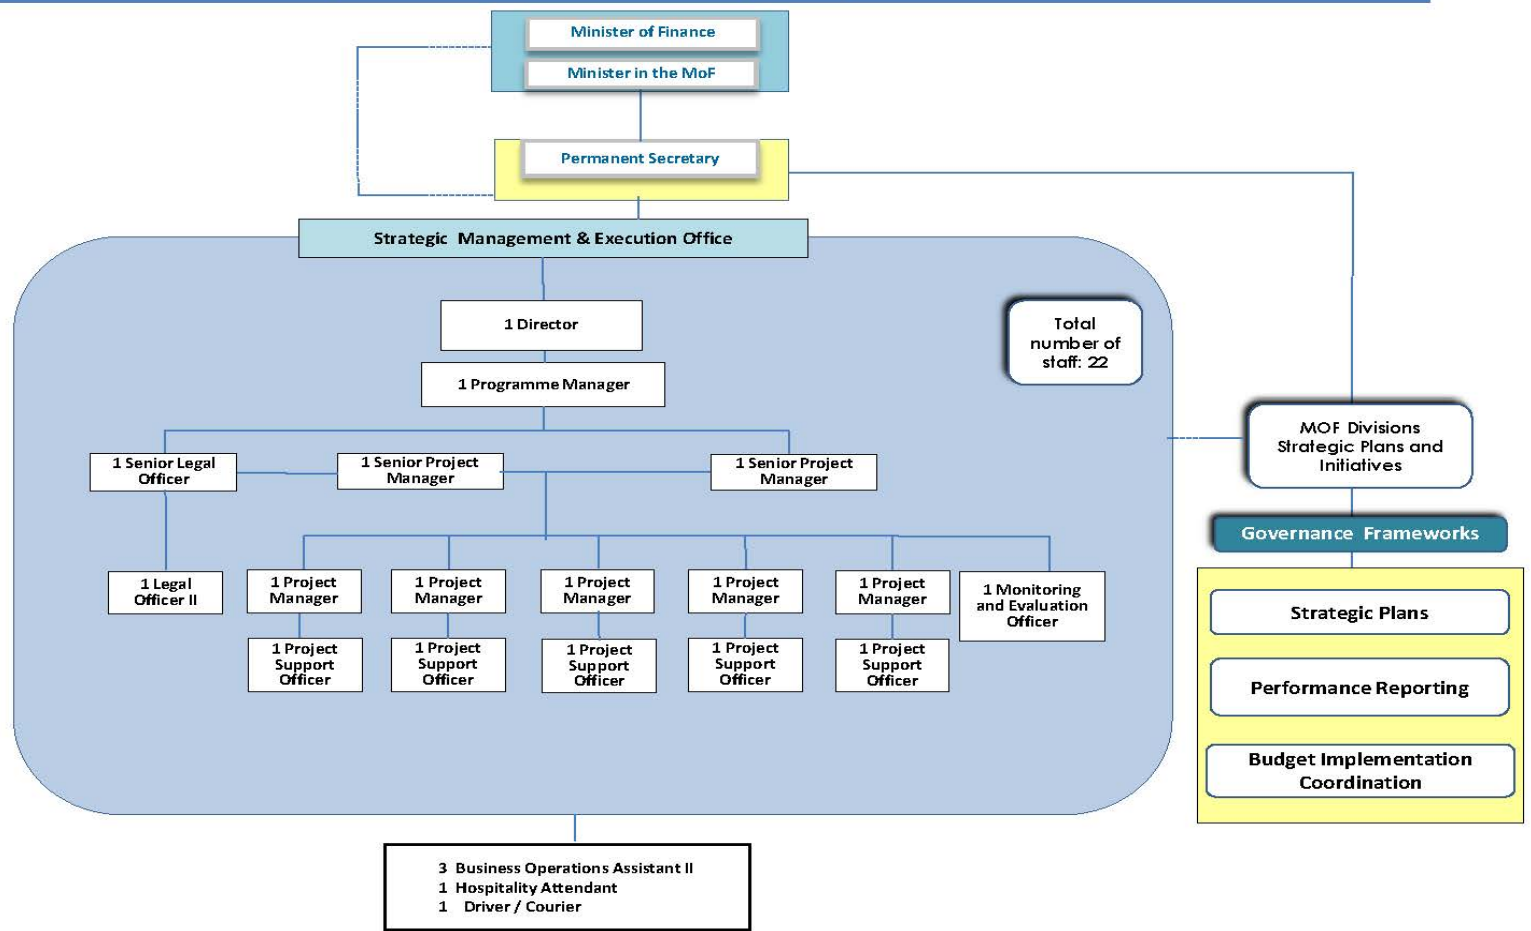 Minister of Finance
Minister in the MoF
Permanent Secretary
Strategic Management & Execution Office
1 Director
Total
number of
staff: 22
1 Programme Manager
MOF Divisions
Strategic Plans and
Initiatives
1 Senior Legal
Officer
1 Senior Project
Manager
1 Senior Project
Manager
Governance Frameworks
1 Legal
Officer II
1 Project
Manager
1 Project
Manager
1 Project
Manager
1 Project
Manager
1 Project
Manager
1 Monitoring
and Evaluation
Officer
1 Project
Support
Officer
1 Project
Support
Officer
1 Project
Support
Officer
1 Project
Support
Officer
1 Project
Support
Officer
Strategic Plans
Performance Reporting
Budget Implementation
Coordination
3 Business Operations Assistant II
1 Hospitality Attendant
1 Driver / Courier